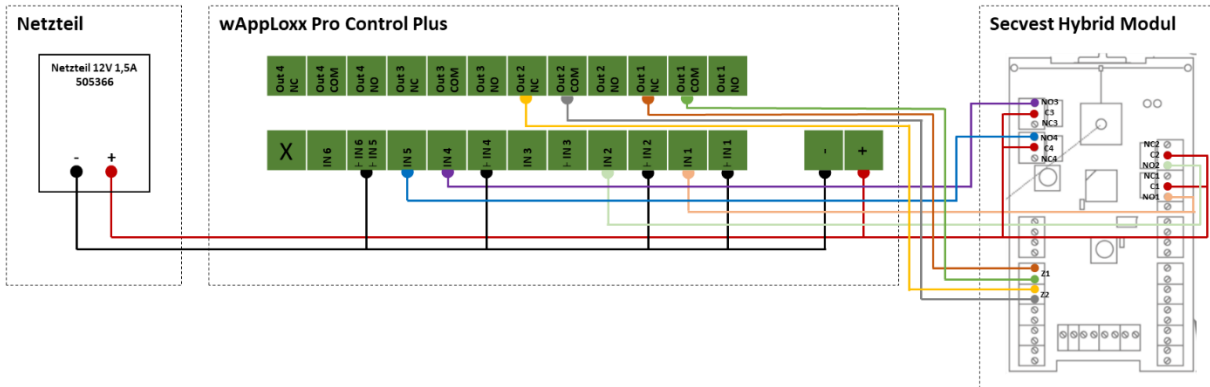 Netzteil
Netzteil 12V 1,5A
505366
-
+
wAppLoxx Pro Control Plus
Out 4
NC
Out 4
COM
Out 4
NO
Out 3
NC
Out 3
COM
Out 3
NO
Out 2
NC
Out 2
COM
Out 2
NO
Out 1
NC
Out 1
COM
Out 1
NO
X
IN 6
⊢ IN 6
⊢ IN 5
IN 5
IN 4
⊢ IN 4
IN 3
⊢ IN 3
IN 2
⊢ IN 2
IN 1
⊢ IN 1
-
+
Secvest Hybrid Modul
NO3
C3
NC3
NO4
C4
NC4
NC2
C2
NO2
NC1
C1
NO1
Z1
Z2